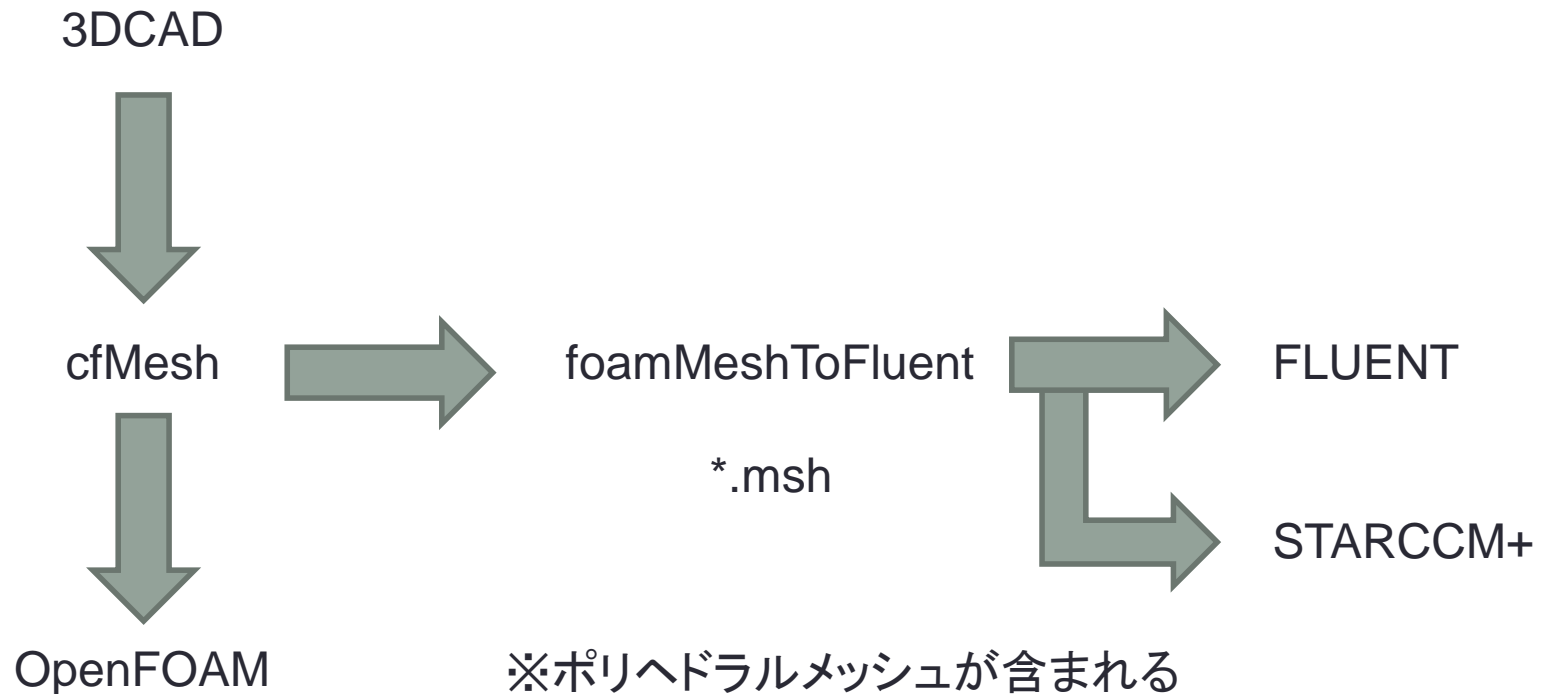 3DCAD
cfMesh
foamMeshToFluent
FLUENT
*.msh
STARCCM+
OpenFOAM
※ポリヘドラルメッシュが含まれる